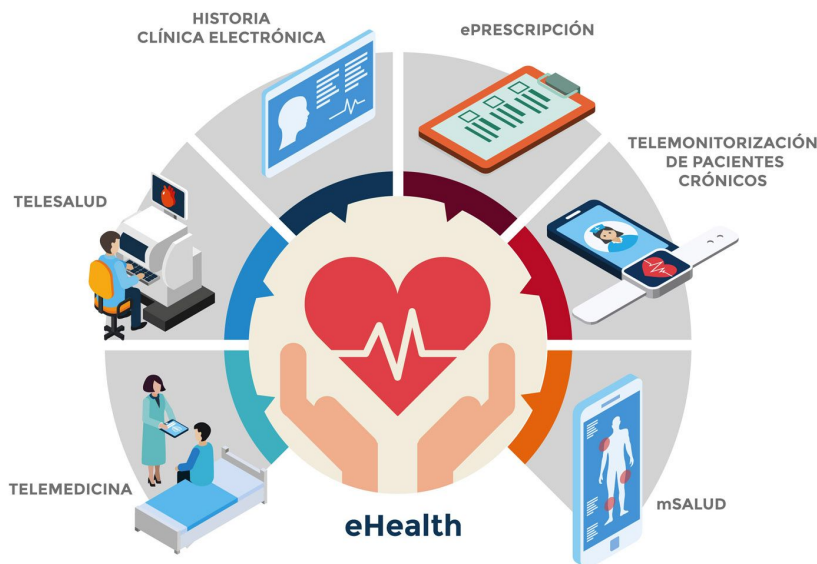 HISTORIA
CLÍNICA ELECTRÓNICA
ePRESCRIPCIÓN
TELEMONITORIZACIÓN
DE PACIENTES
CRÓNICOS
TELESALUD
TELEMEDICINA
mSALUD
eHealth